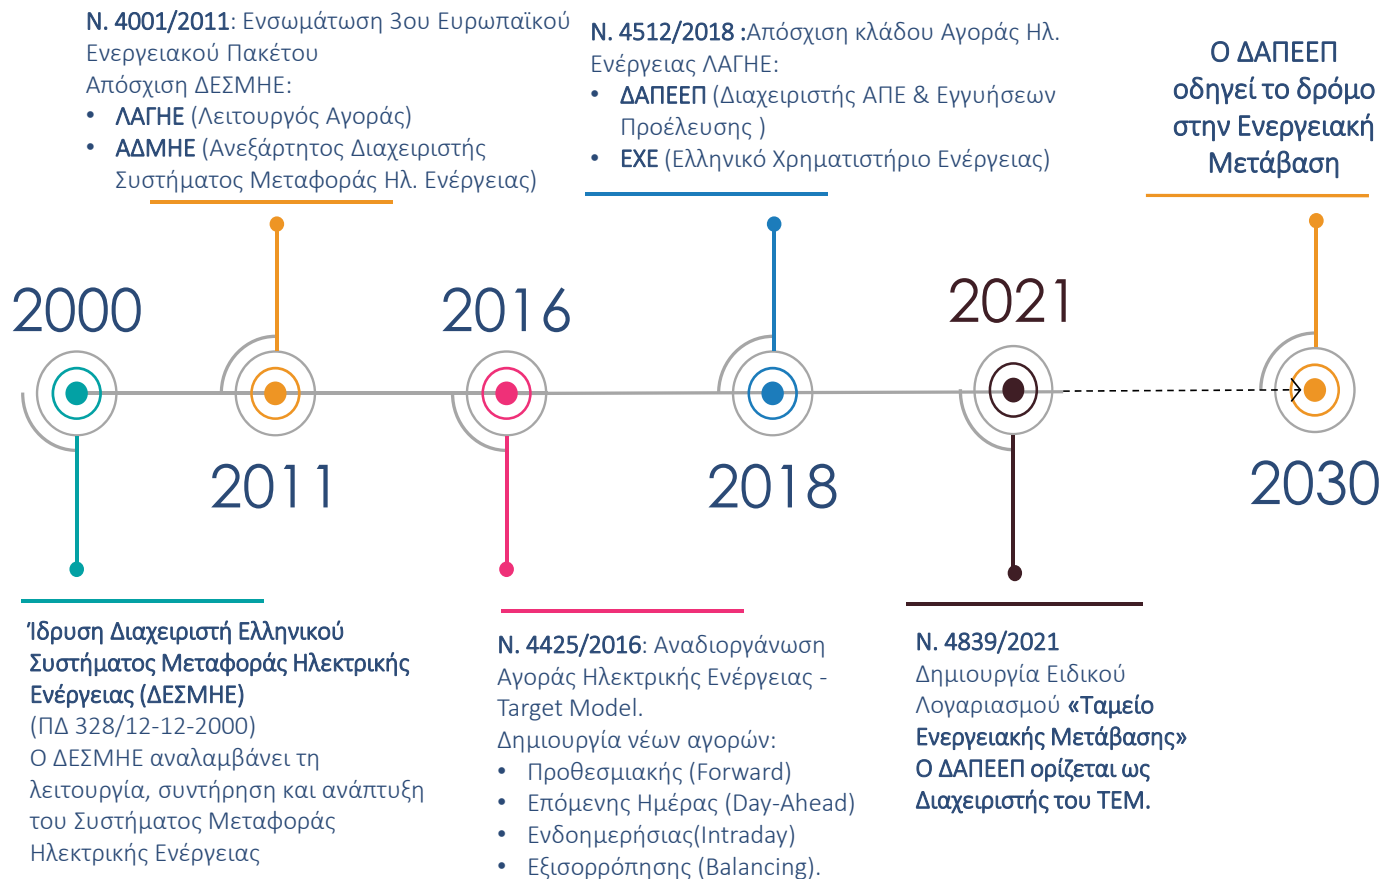 Ν. 4001/2011: Ενσωμάτωση 3ου Ευρωπαϊκού
Ενεργειακού Πακέτου
Απόσχιση ΔΕΣΜΗΕ:
• ΛΑΓΗΕ (Λειτουργός Αγοράς)
• ΑΔΜΗΕ (Ανεξάρτητος Διαχειριστής
Συστήματος Μεταφοράς Ηλ. Ενέργειας)
Ν. 4512/2018 :Απόσχιση κλάδου Αγοράς Ηλ.
Ενέργειας ΛΑΓΗΕ:
• ΔΑΠΕΕΠ (Διαχειριστής ΑΠΕ & Εγγυήσεων
Προέλευσης )
• ΕΧΕ (Ελληνικό Χρηματιστήριο Ενέργειας)
Ο ΔΑΠΕΕΠ
οδηγεί το δρόμο
στην Ενεργειακή
Μετάβαση
2000
2011
2016
2018
2021
2030
Ίδρυση Διαχειριστή Ελληνικού
Συστήματος Μεταφοράς Ηλεκτρικής
Ενέργειας (ΔΕΣΜΗΕ)
(ΠΔ 328/12-12-2000)
Ο ΔΕΣΜΗΕ αναλαμβάνει τη
λειτουργία, συντήρηση και ανάπτυξη
του Συστήματος Μεταφοράς
Ηλεκτρικής Ενέργειας
Ν. 4425/2016: Αναδιοργάνωση
Αγοράς Ηλεκτρικής Ενέργειας -
Target Model.
Δημιουργία νέων αγορών:
• Προθεσμιακής (Forward)
• Επόμενης Ημέρας (Day-Ahead)
• Ενδοημερήσιας(Intraday)
• Εξισορρόπησης (Balancing).
Ν. 4839/2021
Δημιουργία Ειδικού
Λογαριασμού «Ταμείο
Ενεργειακής Μετάβασης»
Ο ΔΑΠΕΕΠ ορίζεται ως
Διαχειριστής του ΤΕΜ.